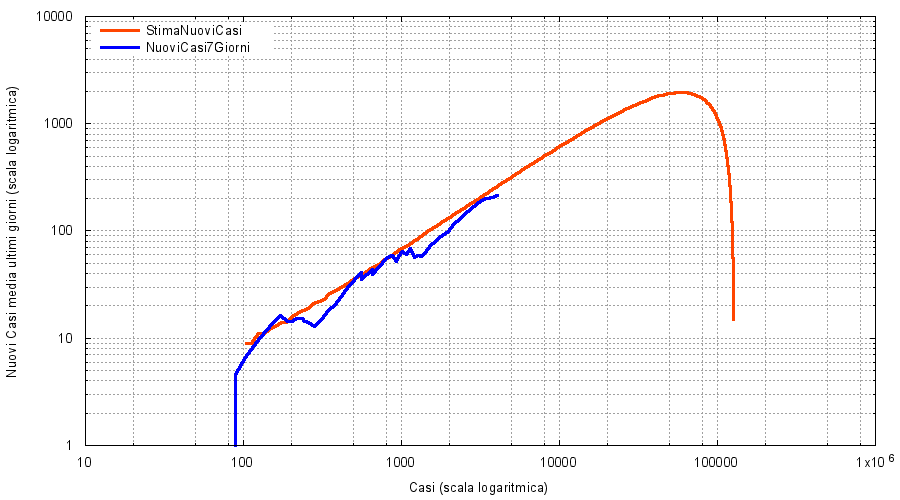 10000
StimaNuoviCasi
NuoviCasi7Giorni
1000
100
10
1
Nuovi Casi media ultimi giorni (scala logaritmica)
10 100 1000 10000 100000 1x10 6
Casi (scala logaritmica)